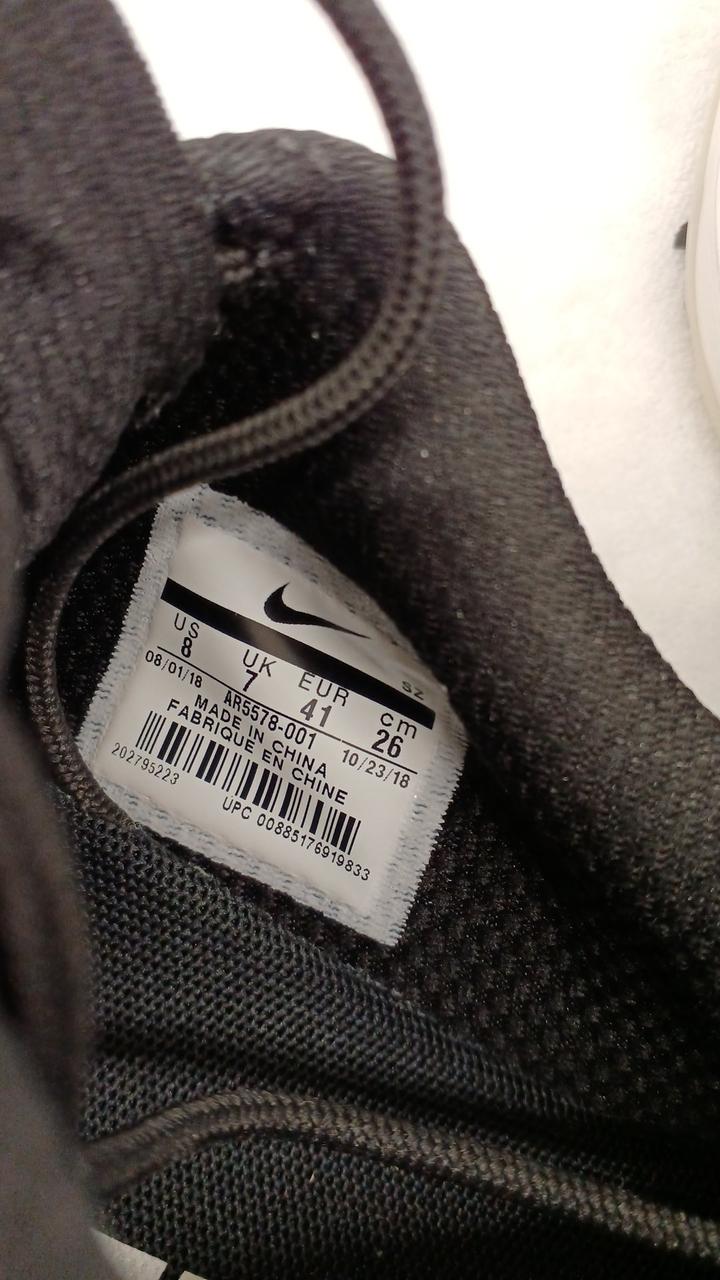 SZ
US UK EUR cm
8 7 41 26
08/01/18 AR5578-001 10/23/18
MADE IN CHINA
FABRIQUE EN CHINE
202795223
UPC 00885176919833